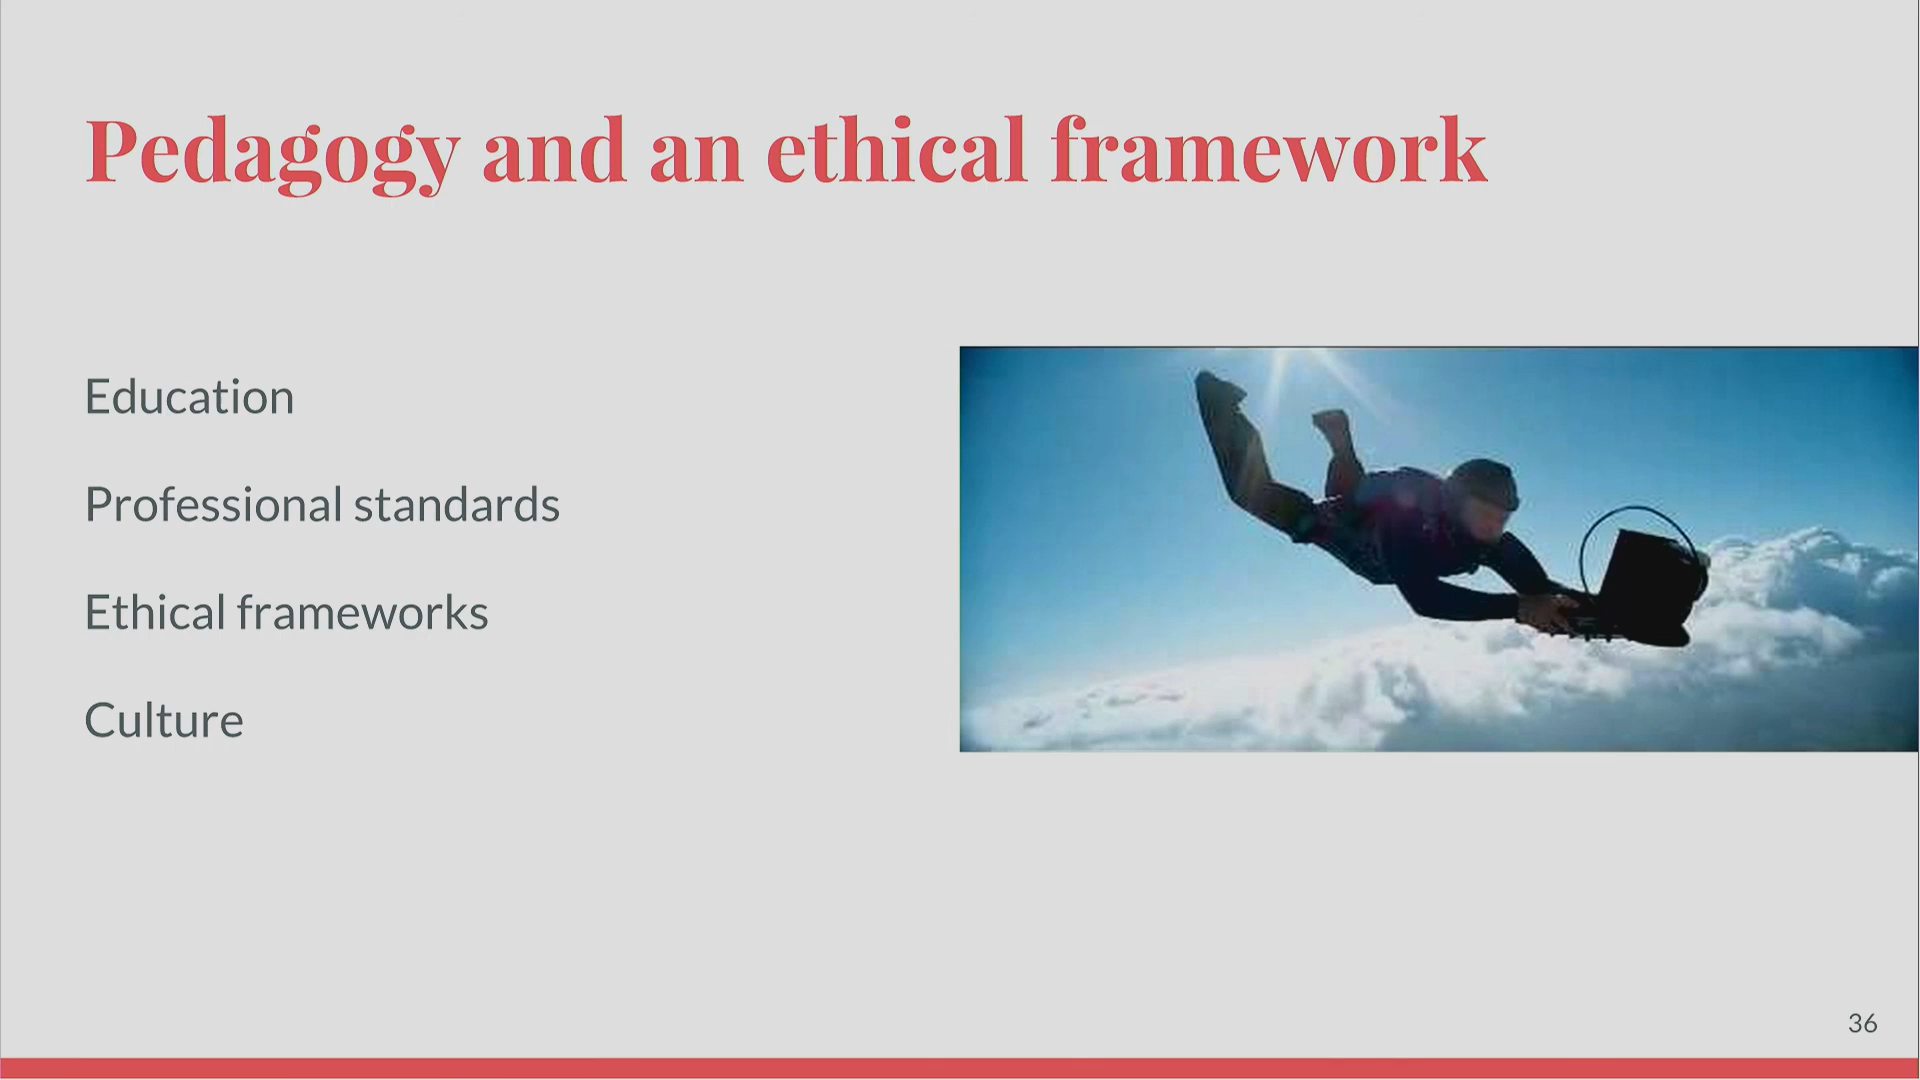 Pedagogy and an ethical framework
Education
Professional standards
Ethical frameworks
Culture
36